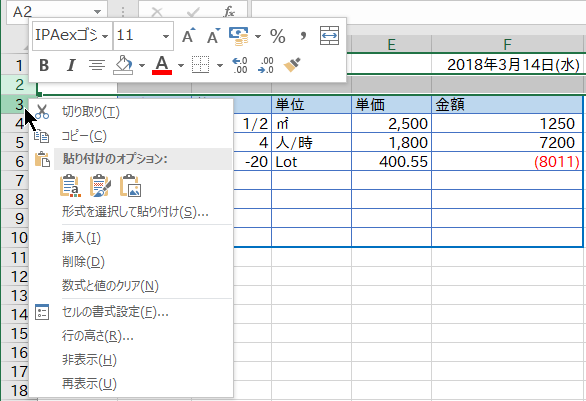 A2
fx
IPAexゴシ 11 A A % ,
B I A
.0 .00
.00 .0
E F
1 2018年3月14日(水)
2
3 単位 単価 金額
4 1/2 ㎡ 2,500 1250
5 4 人/時 1,800 7200
6 -20 Lot 400.55 (8011)
7
8
9
10
11
12
13
14
15
16
17
18
切り取り(T)
コピー(C)
貼り付けのオプション:
形式を選択して貼り付け(S)...
挿入(I)
削除(D)
数式と値のクリア(N)
セルの書式設定(F)...
行の高さ(R)...
非表示(H)
再表示(U)